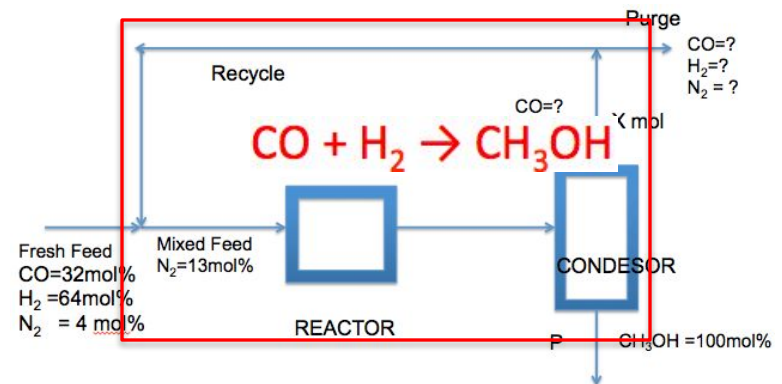 Purge
CO=?
H₂=?
N₂ = ?
Recycle
CO=?
X mol
CO + H₂ → CH₃OH
Fresh Feed
CO=32mol%
H₂ =64mol%
N₂ = 4 mol%
Mixed Feed
N₂=13mol%
CONDESOR
REACTOR
P
CH₃OH =100mol%